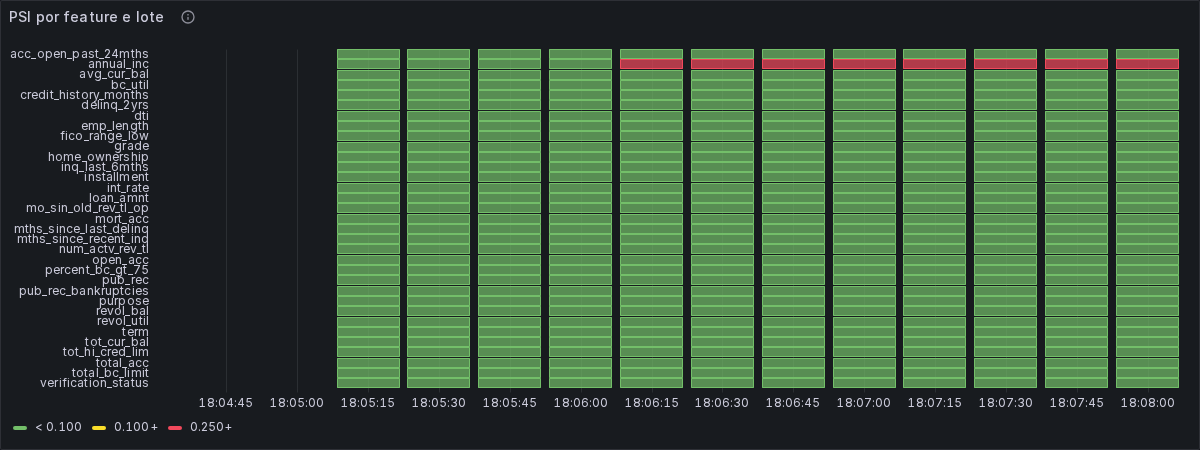 PSI por feature e lote
acc_open_past_24mths
annual_inc
avg_cur_bal
bc_util
credit_history_months
delinq_2yrs
dti
emp_length
fico_range_low
grade
home_ownership
inq_last_6mths
installment
int_rate
loan_amnt
mo_sin_old_rev_tl_op
mort_acc
mths_since_last_delinq
mths_since_recent_inq
num_actv_rev_tl
open_acc
percent_bc_gt_75
pub_rec
pub_rec_bankruptcies
purpose
revol_bal
revol_util
term
tot_cur_bal
tot_hi_cred_lim
total_acc
total_bc_limit
verification_status
18:04:45 18:05:00 18:05:15 18:05:30 18:05:45 18:06:00 18:06:15 18:06:30 18:06:45 18:07:00 18:07:15 18:07:30 18:07:45 18:08:00
< 0.100 0.100+ 0.250+